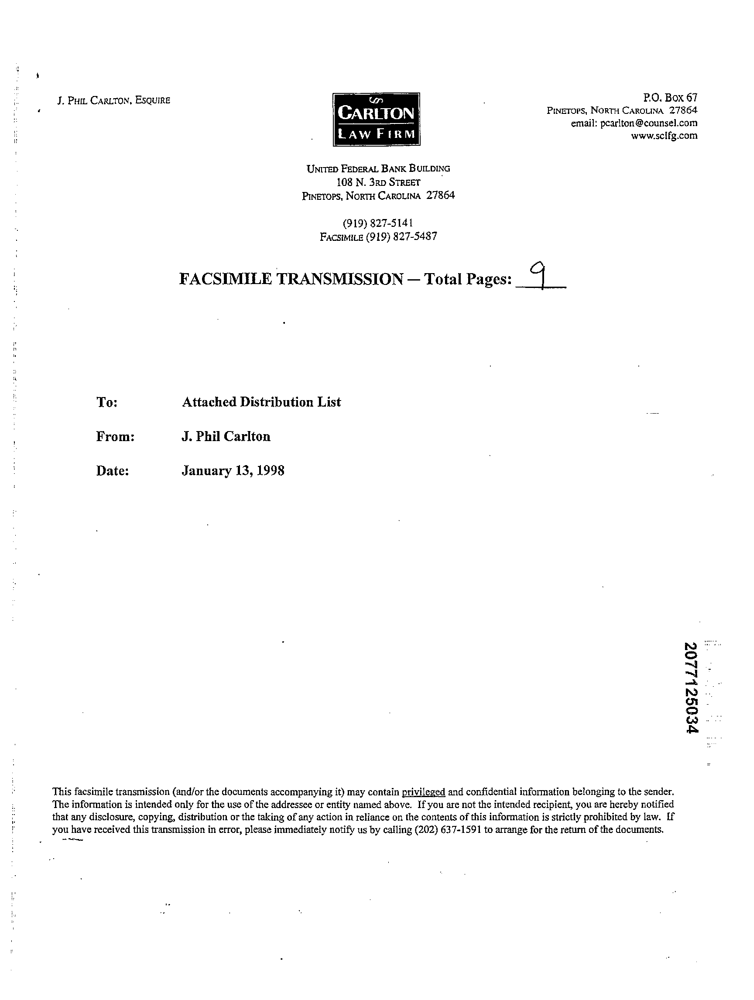 J. PHIL CARLTON, ESQUIRE
CARLTON
LAW FIRM
P.O. BOX 67
PINETOPS, NORTH CAROLINA 27864
email: pcarlton@counsel.com
www.sclfg.com
UNITED FEDERAL BANK BUILDING
108 N. 3RD STREET
PINETOPS, NORTH CAROLINA 27864
(919) 827-5141
FACSIMILE (919) 827-5487
FACSIMILE TRANSMISSION — Total Pages: 9
To: Attached Distribution List
From: J. Phil Carlton
Date: January 13, 1998
2077125034
This facsimile transmission (and/or the documents accompanying it) may contain privileged and confidential information belonging to the sender.
The information is intended only for the use of the addressee or entity named above. If you are not the intended recipient, you are hereby notified
that any disclosure, copying, distribution or the taking of any action in reliance on the contents of this information is strictly prohibited by law. If
you have received this transmission in error, please immediately notify us by calling (202) 637-1591 to arrange for the return of the documents.